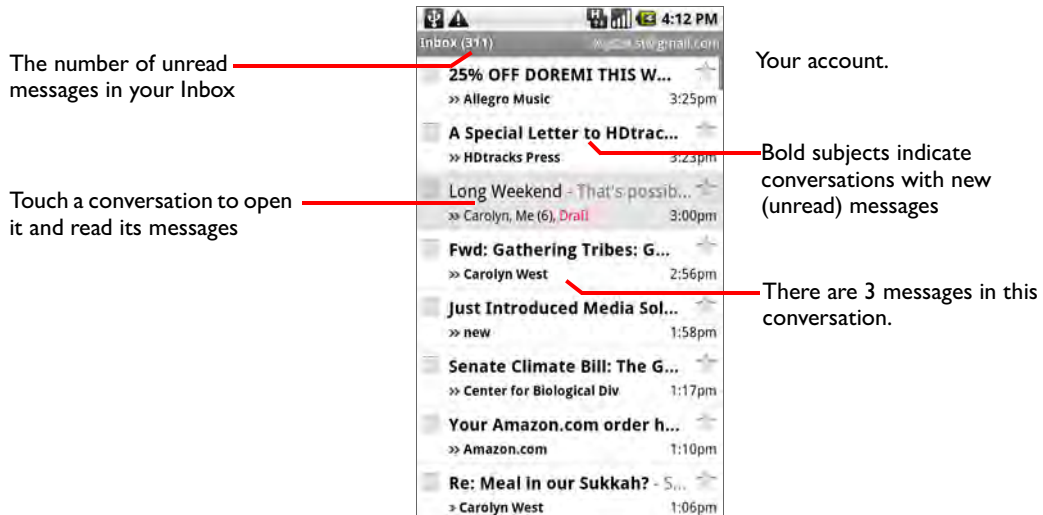 4:12 PM
Inbox (311) @gmail.com
The number of unread
messages in your Inbox
Your account.
25% OFF DOREMI THIS W...
» Allegro Music 3:25pm
A Special Letter to HDtrac...
» HDtracks Press 3:23pm
Bold subjects indicate
conversations with new
(unread) messages
Touch a conversation to open
it and read its messages
Long Weekend - That's possib...
» Carolyn, Me (6), Draft 3:00pm
Fwd: Gathering Tribes: G...
» Carolyn West 2:56pm
There are 3 messages in this
conversation.
Just Introduced Media Sol...
» new 1:58pm
Senate Climate Bill: The G...
» Center for Biological Div 1:17pm
Your Amazon.com order h...
» Amazon.com 1:10pm
Re: Meal in our Sukkah? - S...
› Carolyn West 1:06pm